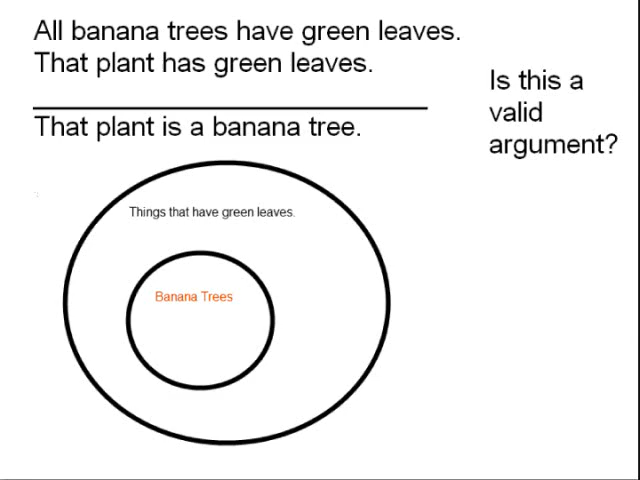 All banana trees have green leaves.
That plant has green leaves.
That plant is a banana tree.
Is this a
valid
argument?
Things that have green leaves.
Banana Trees